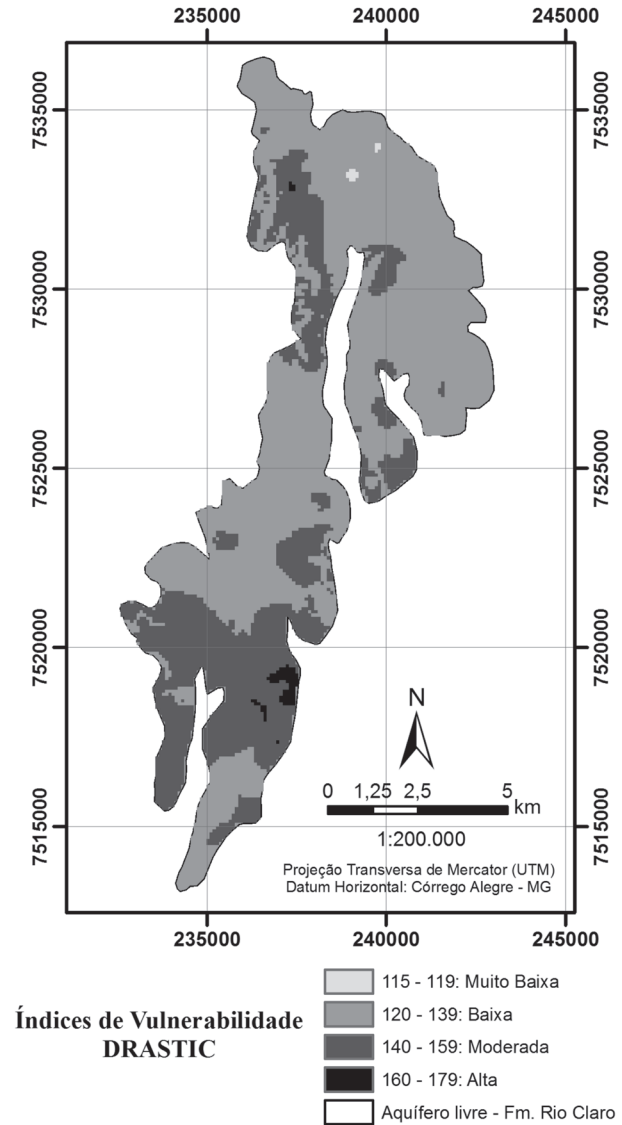 235000 240000 245000
7535000 7535000
7530000 7530000
7525000 7525000
7520000 7520000
N
0 1,25 2,5 5
km
1:200.000
7515000 7515000
Projeção Transversa de Mercator (UTM)
Datum Horizontal: Córrego Alegre - MG
235000 240000 245000
Índices de Vulnerabilidade
DRASTIC
115 - 119: Muito Baixa
120 - 139: Baixa
140 - 159: Moderada
160 - 179: Alta
Aquífero livre - Fm. Rio Claro